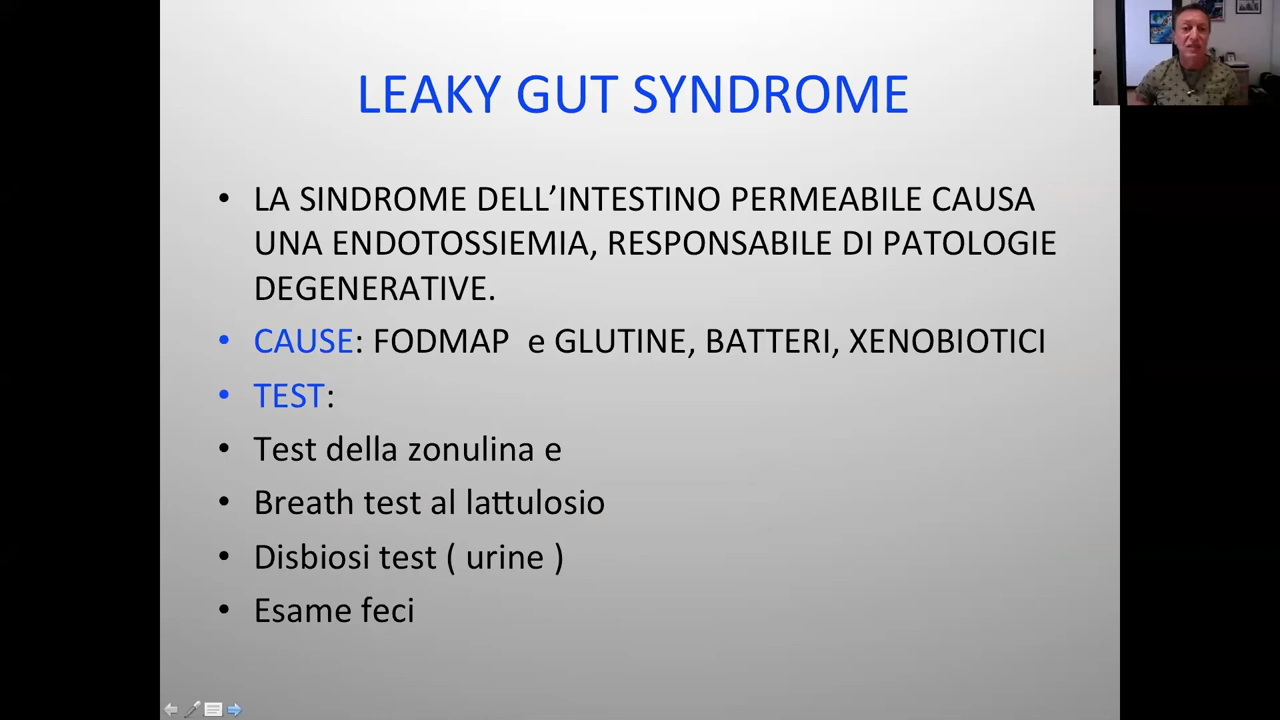 LEAKY GUT SYNDROME
• LA SINDROME DELL’INTESTINO PERMEABILE CAUSA
UNA ENDOTOSSIEMIA, RESPONSABILE DI PATOLOGIE
DEGENERATIVE.
• CAUSE: FODMAP e GLUTINE, BATTERI, XENOBIOTICI
• TEST:
• Test della zonulina e
• Breath test al lattulosio
• Disbiosi test ( urine )
• Esame feci